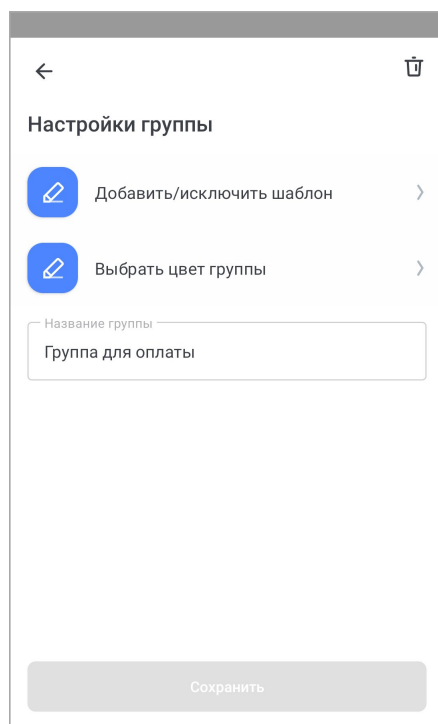 Настройки группы
Добавить/исключить шаблон
Выбрать цвет группы
Название группы
Группа для оплаты
Сохранить